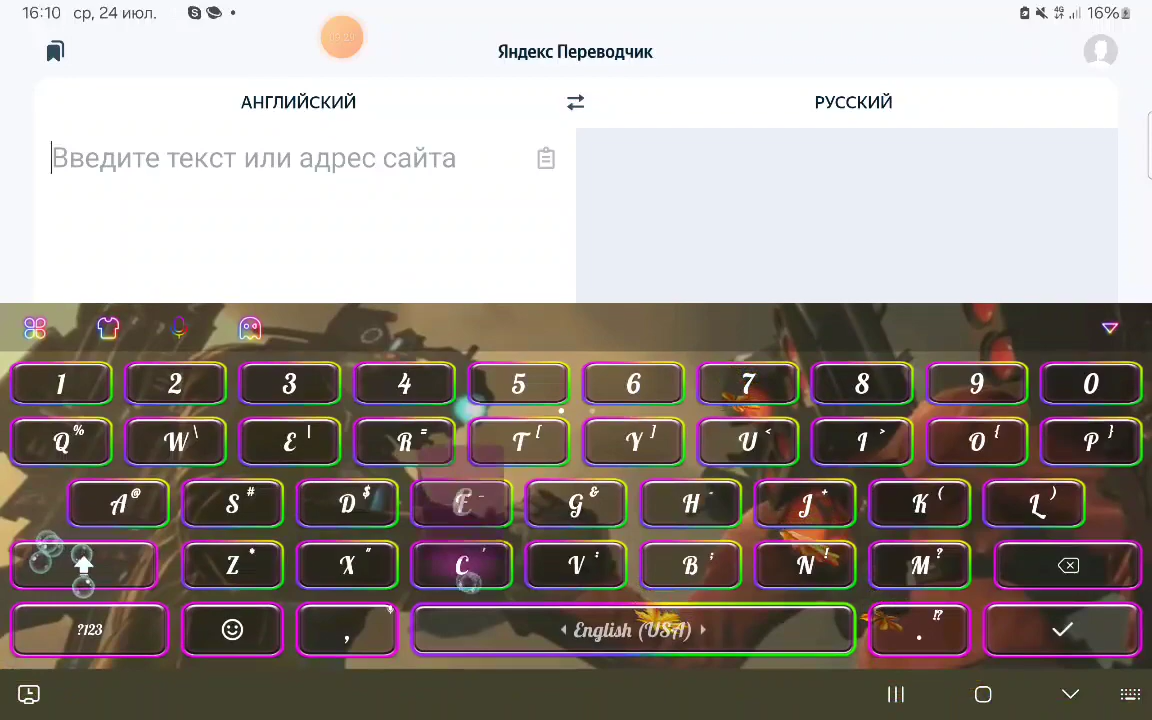 16:10 ср, 24 июл.
4G 16%
Яндекс Переводчик
АНГЛИЙСКИЙ
РУССКИЙ
Введите текст или адрес сайта
1 2 3 4 5 6 7 8 9 0
Q % W \ E | R = T [ Y ] U < I > O { P }
A @ S # D $ G & H - J + K ( L )
Z * X " C ' V : B ; N ! M ?
?123 , English (USA) . !?